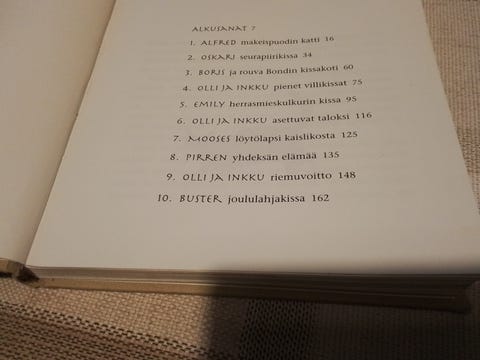 ALKUSANAT 7
1. ALFRED makeispuodin katti 16
2. OSKARI seurapiirikissa 34
3. BORIS ja rouva Bondin kissakoti 60
4. OLLI JA INKKU pienet villikissat 75
5. EMILY herrasmieskulkurin kissa 95
6. OLLI JA INKKU asettuvat taloksi 116
7. MOOSES löytölapsi kaislikosta 125
8. PIRREN yhdeksän elämää 135
9. OLLI JA INKKU riemuvoitto 148
10. BUSTER joululahjakissa 162